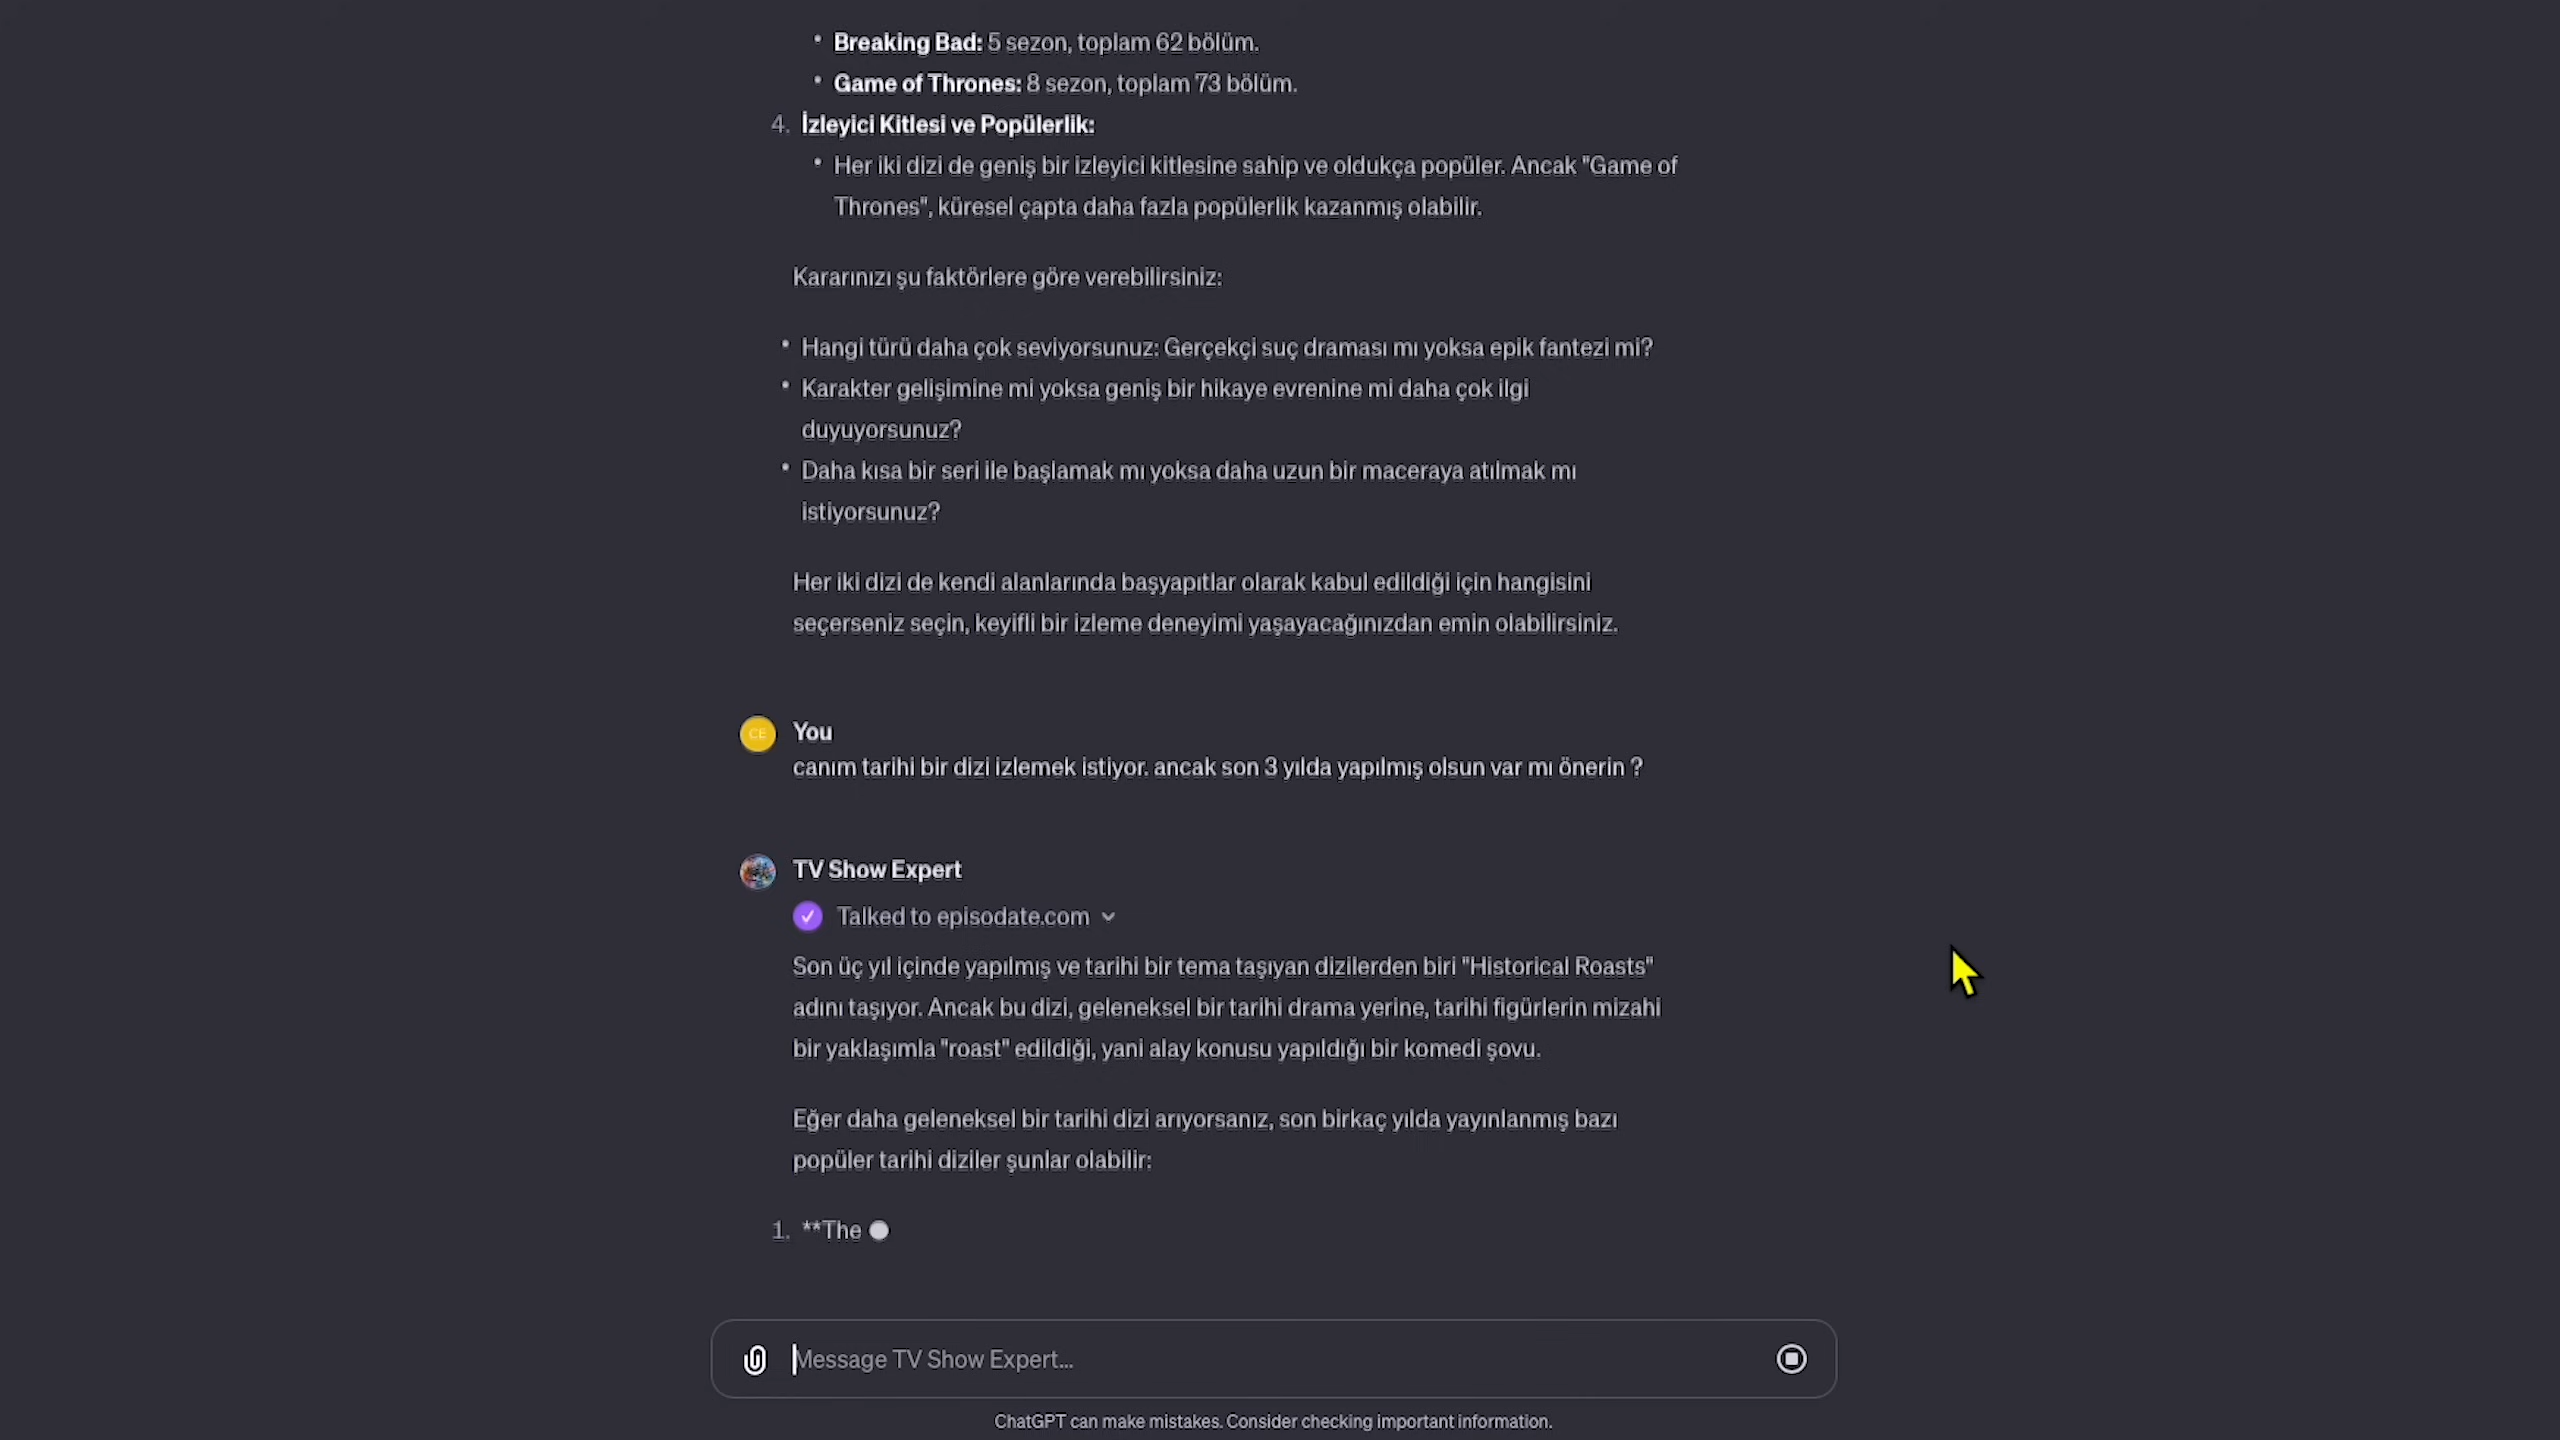 • Breaking Bad: 5 sezon, toplam 62 bölüm.
• Game of Thrones: 8 sezon, toplam 73 bölüm.
4. İzleyici Kitlesi ve Popülerlik:
• Her iki dizi de geniş bir izleyici kitlesine sahip ve oldukça popüler. Ancak "Game of
Thrones", küresel çapta daha fazla popülerlik kazanmış olabilir.
Kararınızı şu faktörlere göre verebilirsiniz:
• Hangi türü daha çok seviyorsunuz: Gerçekçi suç draması mı yoksa epik fantezi mi?
• Karakter gelişimine mi yoksa geniş bir hikaye evrenine mi daha çok ilgi
duyuyorsunuz?
• Daha kısa bir seri ile başlamak mı yoksa daha uzun bir maceraya atılmak mı
istiyorsunuz?
Her iki dizi de kendi alanlarında başyapıtlar olarak kabul edildiği için hangisini
seçerseniz seçin, keyifli bir izleme deneyimi yaşayacağınızdan emin olabilirsiniz.
CE You
canım tarihi bir dizi izlemek istiyor. ancak son 3 yılda yapılmış olsun var mı önerin ?
TV Show Expert
Talked to episodate.com
Son üç yıl içinde yapılmış ve tarihi bir tema taşıyan dizilerden biri "Historical Roasts"
adını taşıyor. Ancak bu dizi, geleneksel bir tarihi drama yerine, tarihi figürlerin mizahi
bir yaklaşımla "roast" edildiği, yani alay konusu yapıldığı bir komedi şovu.
Eğer daha geleneksel bir tarihi dizi arıyorsanız, son birkaç yılda yayınlanmış bazı
popüler tarihi diziler şunlar olabilir:
1. **The
Message TV Show Expert...
ChatGPT can make mistakes. Consider checking important information.